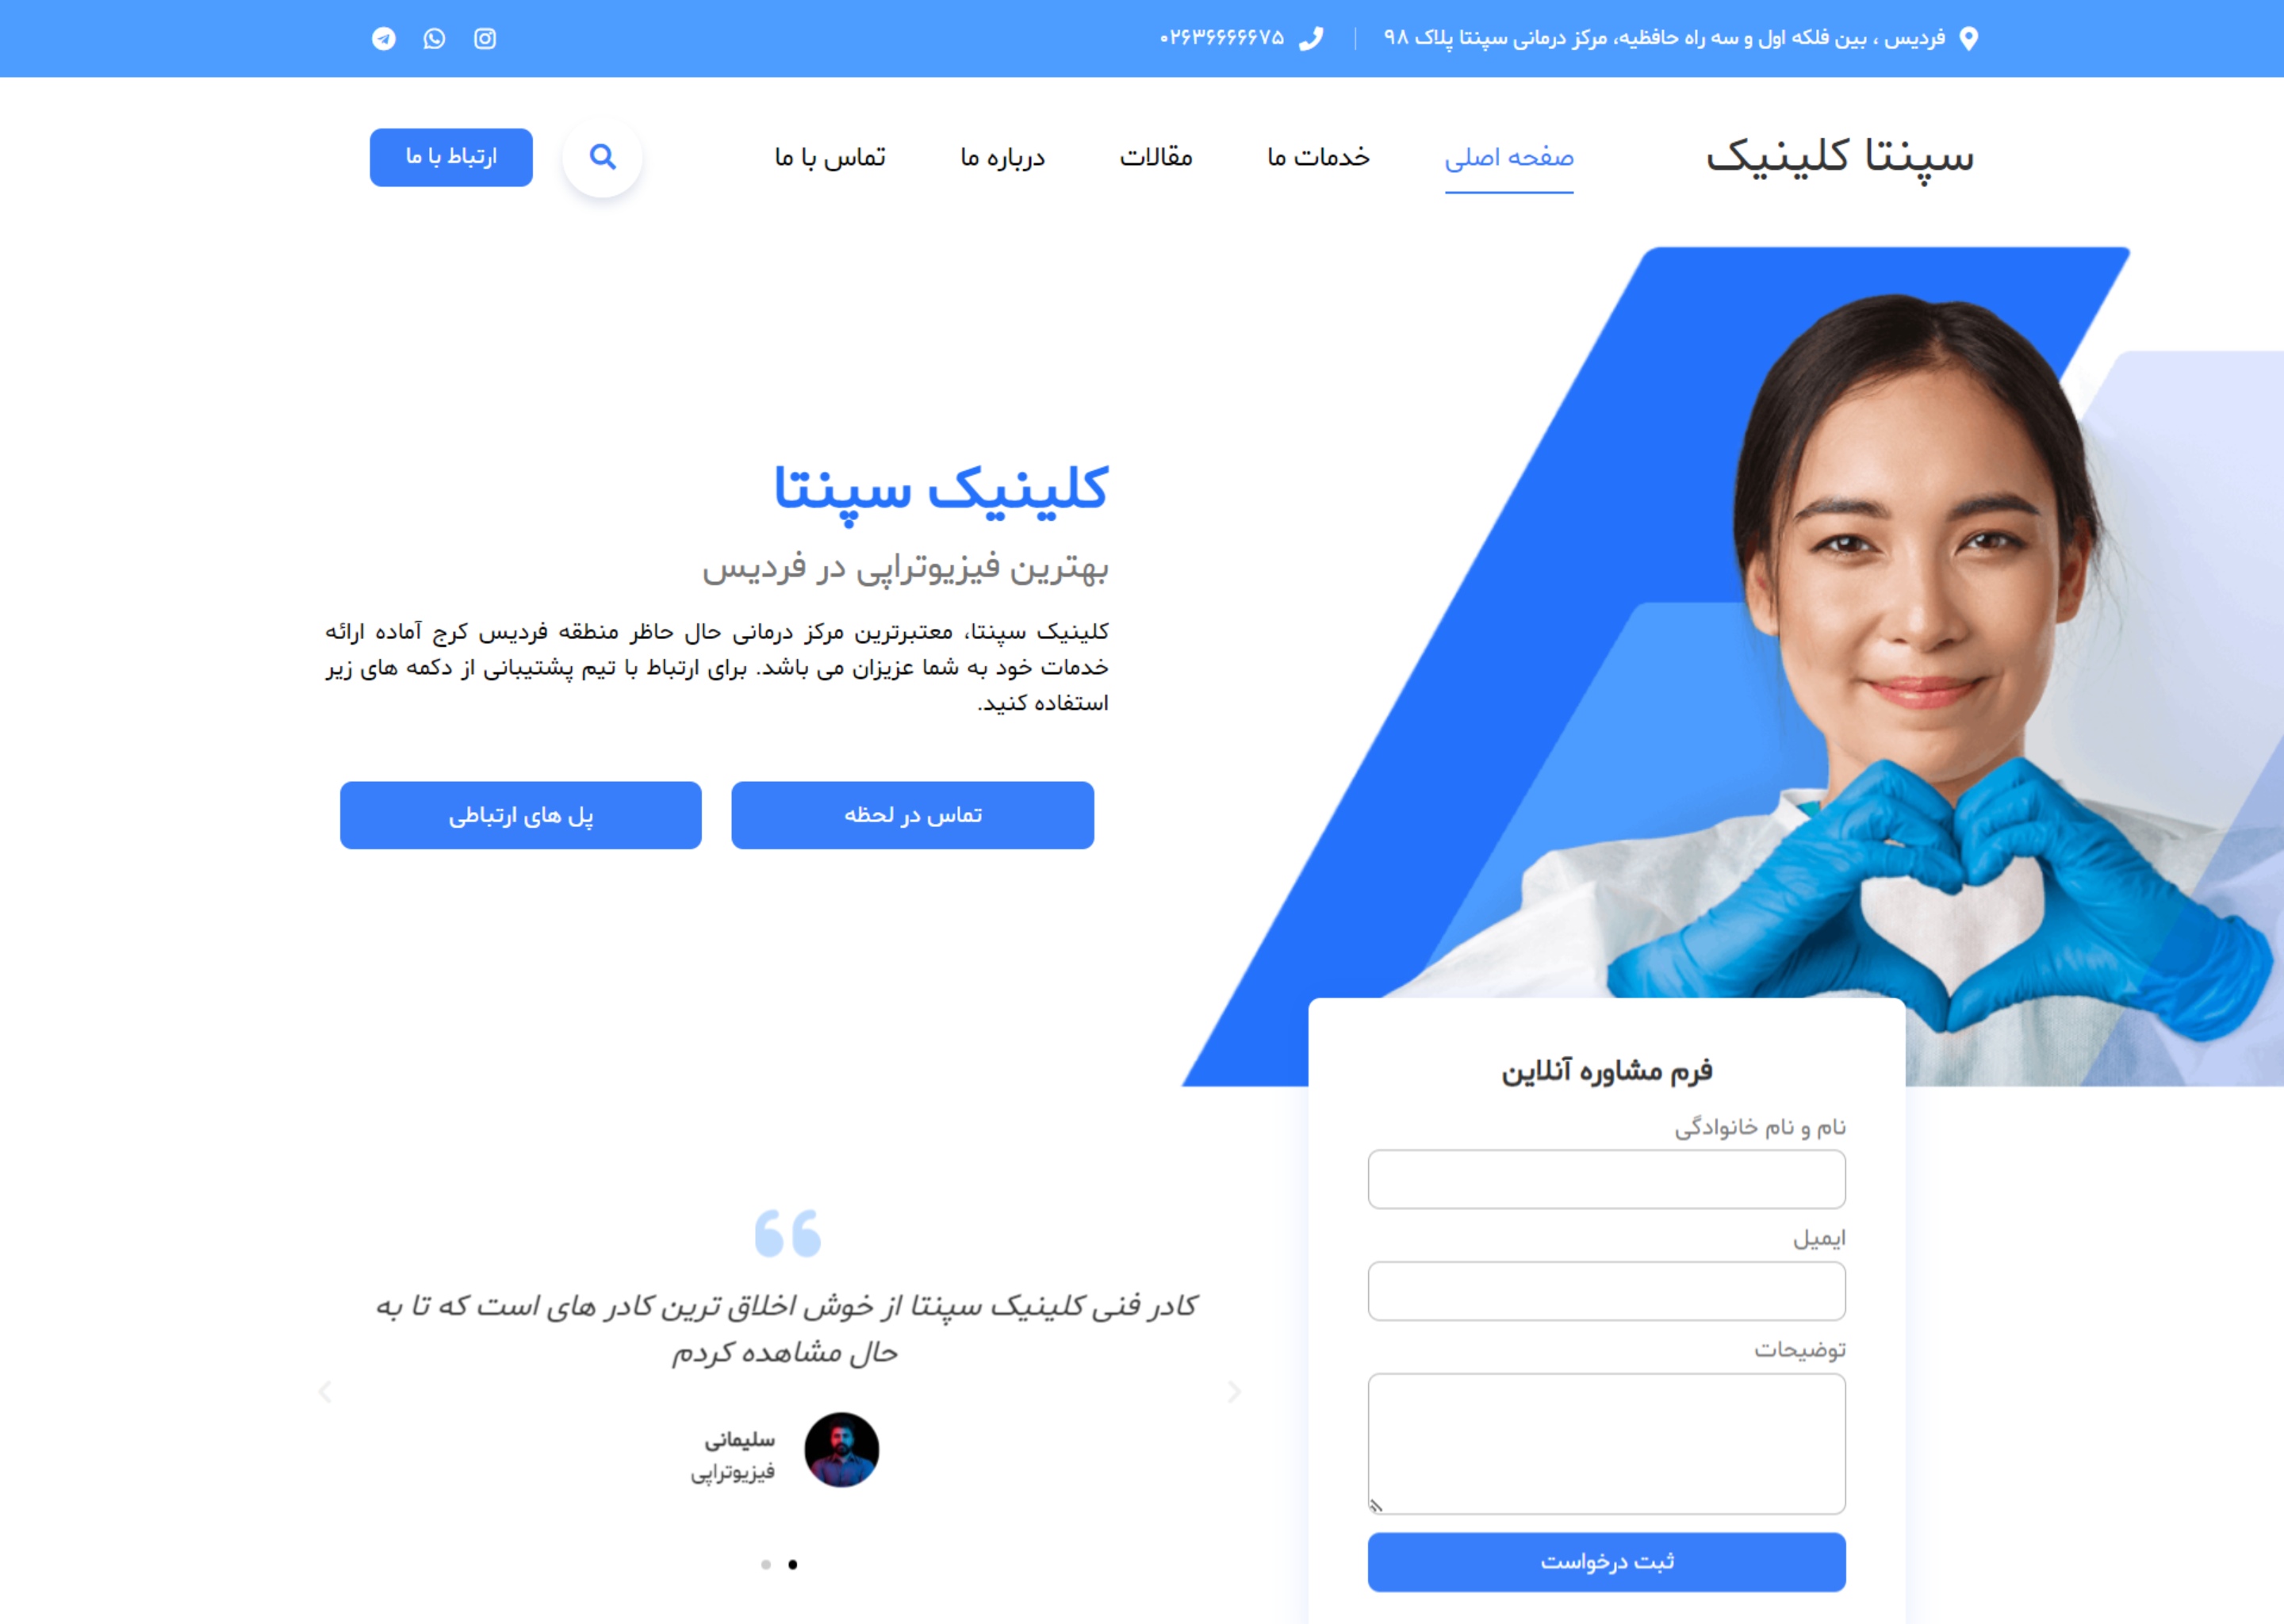 فردیس ، بین فلکه اول و سه راه حافظیه، مرکز درمانی سپنتا پلاک ۹۸
۰۲۶۳۶۶۶۶۶۷۵
سپنتا کلینیک
صفحه اصلی
خدمات ما
مقالات
درباره ما
تماس با ما
ارتباط با ما
کلینیک سپنتا
بهترین فیزیوتراپی در فردیس
کلینیک سپنتا، معتبرترین مرکز درمانی حال حاظر منطقه فردیس کرج آماده ارائه
خدمات خود به شما عزیزان می باشد. برای ارتباط با تیم پشتیبانی از دکمه های زیر
استفاده کنید.
تماس در لحظه
پل های ارتباطی
فرم مشاوره آنلاین
نام و نام خانوادگی
ایمیل
توضیحات
ثبت درخواست
کادر فنی کلینیک سپنتا از خوش اخلاق ترین کادر های است که تا به
حال مشاهده کردم
سلیمانی
فیزیوتراپی